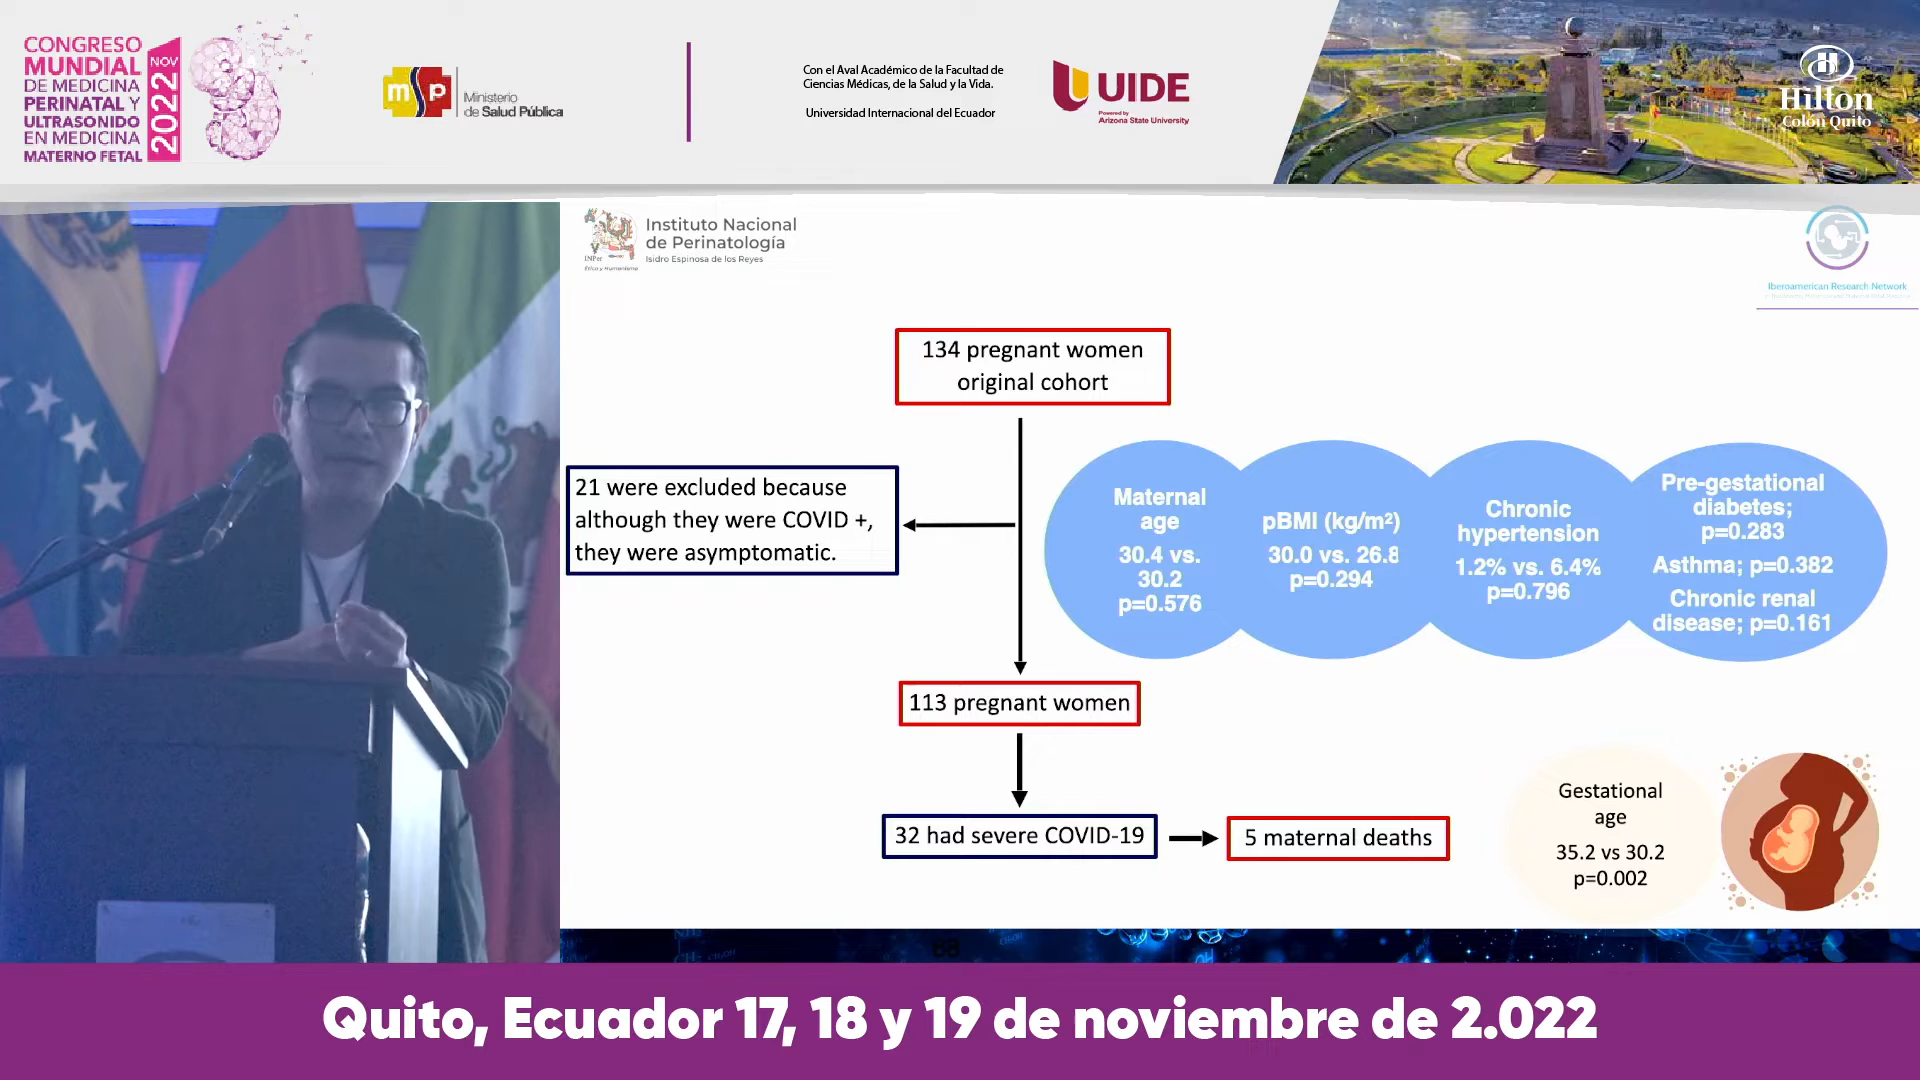 CONGRESO
MUNDIAL
DE MEDICINA
PERINATAL Y
ULTRASONIDO
EN MEDICINA
MATERNO FETAL
NOV
2022
msp
Ministerio
de Salud Pública
Con el Aval Académico de la Facultad de
Ciencias Médicas, de la Salud y la Vida.
Universidad Internacional del Ecuador
UIDE
Powered by
Arizona State University
Hilton
Colón Quito
INPer
Ética y Humanismo
Instituto Nacional
de Perinatología
Isidro Espinosa de los Reyes
Iberoamerican Research Network
134 pregnant women
original cohort
21 were excluded because
although they were COVID +,
they were asymptomatic.
Maternal
age
30.4 vs.
30.2
p=0.576
pBMI (kg/m²)
30.0 vs. 26.8
p=0.294
Chronic
hypertension
1.2% vs. 6.4%
p=0.796
Pre-gestational
diabetes;
p=0.283
Asthma; p=0.382
Chronic renal
disease; p=0.161
113 pregnant women
32 had severe COVID-19
5 maternal deaths
Gestational
age
35.2 vs 30.2
p=0.002
Quito, Ecuador 17, 18 y 19 de noviembre de 2.022